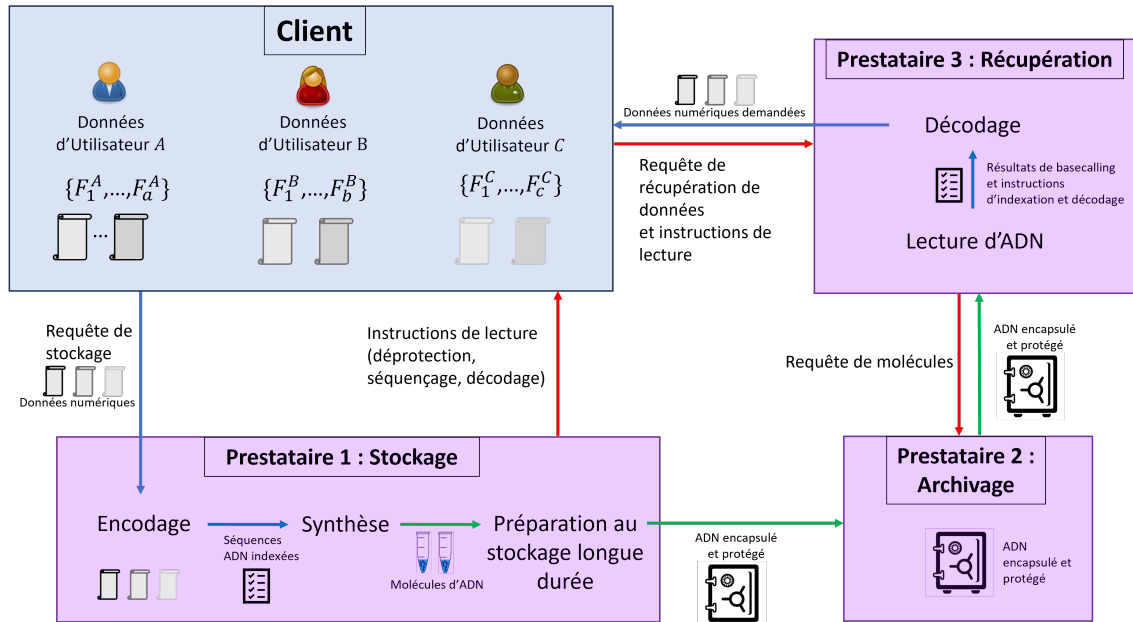 Client
Données
d'Utilisateur A
{F₁ᴬ,...,Fₐᴬ}
...
Données
d'Utilisateur B
{F₁ᴮ,...,F_bᴮ}
Données
d'Utilisateur C
{F₁ᶜ,...,F_cᶜ}
Données numériques demandées
Requête de
récupération de
données
et instructions de
lecture
Prestataire 3 : Récupération
Décodage
Résultats de basecalling
et instructions
d'indexation et décodage
Lecture d'ADN
Requête de
stockage
Données numériques
Instructions de lecture
(déprotection,
séquençage, décodage)
Requête de molécules
ADN encapsulé
et protégé
Prestataire 1 : Stockage
Encodage
Séquences
ADN indexées
Synthèse
Molécules d'ADN
Préparation au
stockage longue
durée
ADN encapsulé
et protégé
Prestataire 2 :
Archivage
ADN
encapsulé et
protégé